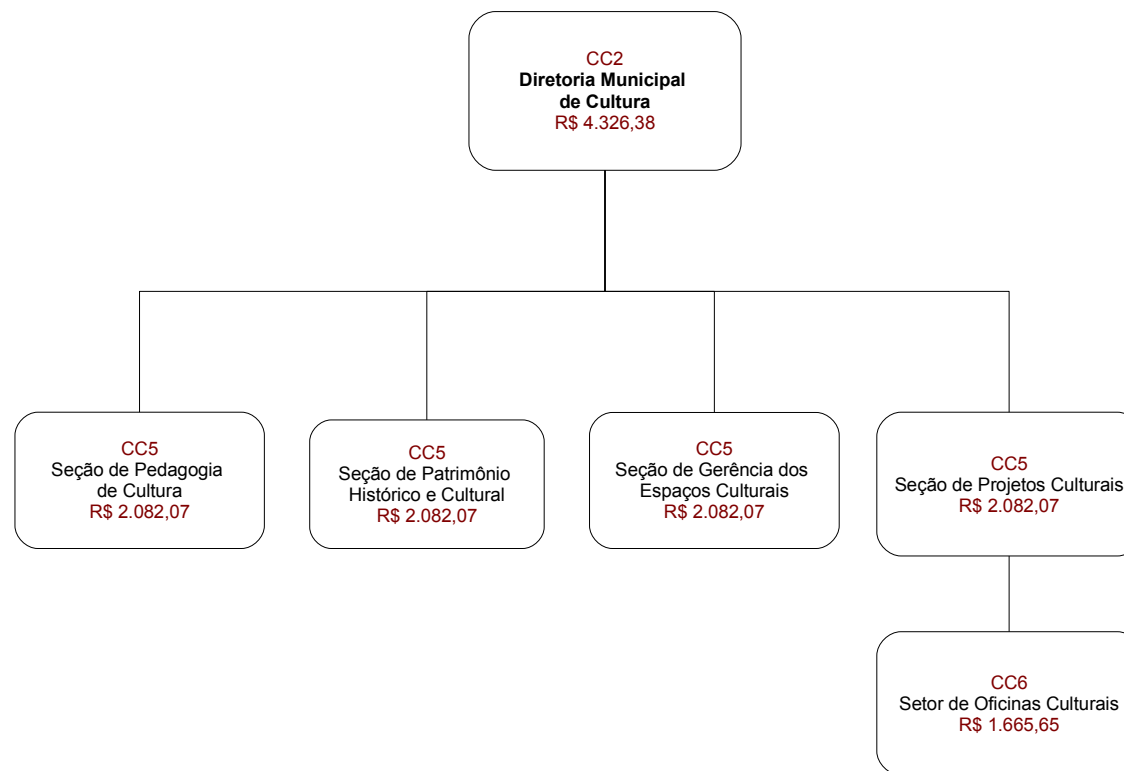 CC2
Diretoria Municipal
de Cultura
R$ 4.326,38
CC5
Seção de Pedagogia
de Cultura
R$ 2.082,07
CC5
Seção de Patrimônio
Histórico e Cultural
R$ 2.082,07
CC5
Seção de Gerência dos
Espaços Culturais
R$ 2.082,07
CC5
Seção de Projetos Culturais
R$ 2.082,07
CC6
Setor de Oficinas Culturais
R$ 1.665,65